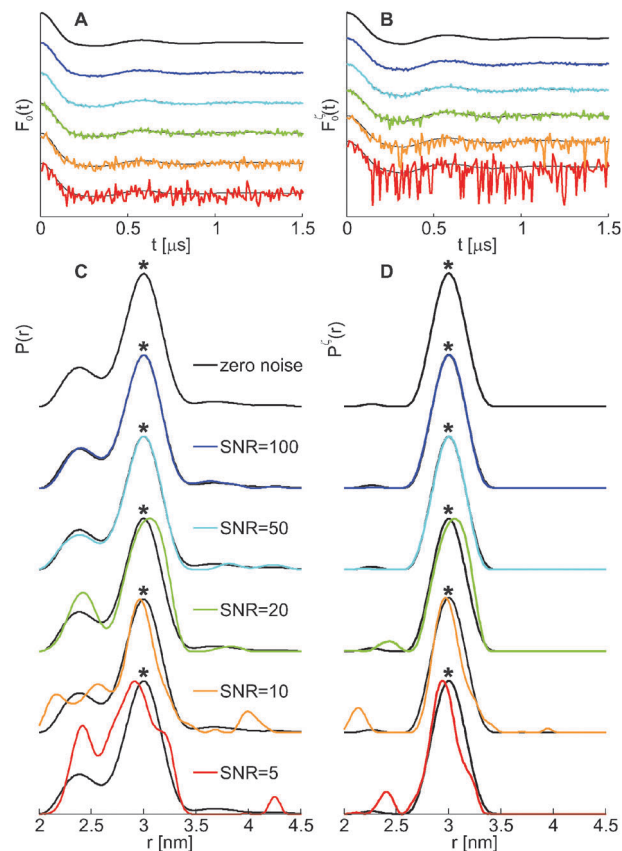 A
B
F₀(t)
F₀^ζ(t)
0 0.5 1 1.5
0 0.5 1 1.5
t [μs]
t [μs]
C
D
P(r)
P^ζ(r)
*
*
zero noise
*
*
SNR=100
*
*
SNR=50
*
*
SNR=20
*
*
SNR=10
*
*
SNR=5
2 2.5 3 3.5 4 4.5
2 2.5 3 3.5 4 4.5
r [nm]
r [nm]